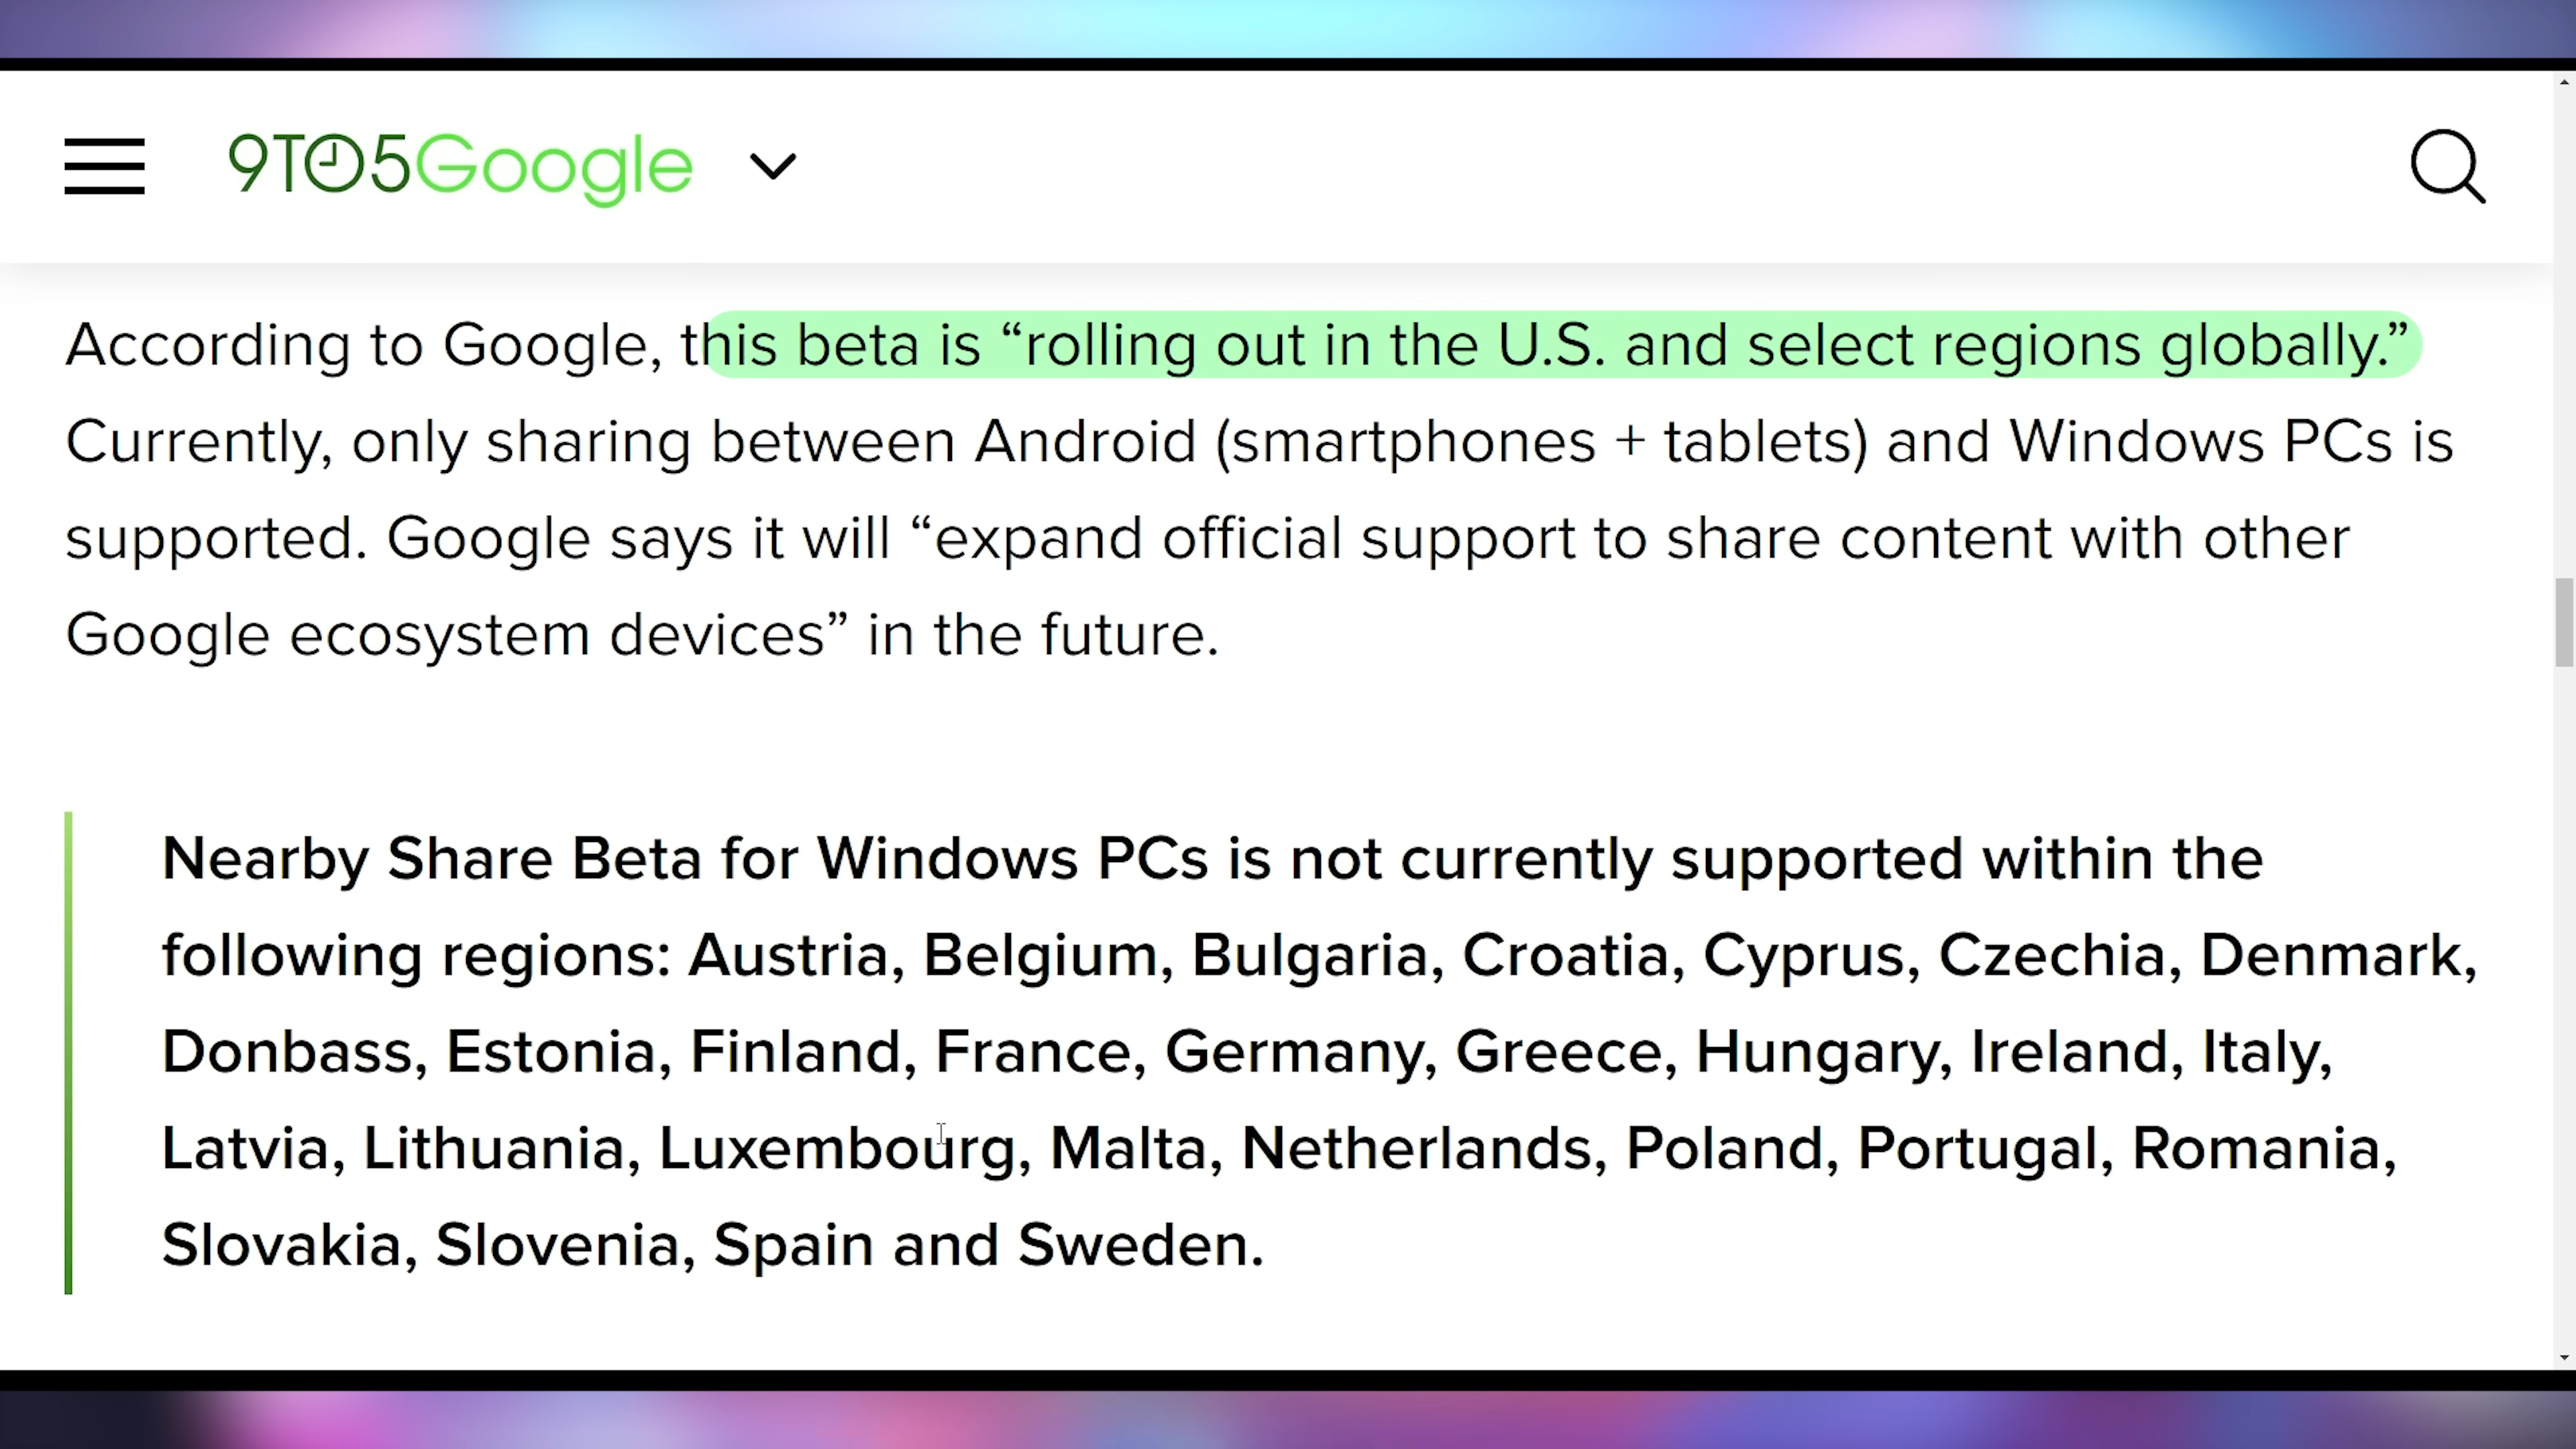 9TO5Google
According to Google, this beta is “rolling out in the U.S. and select regions globally.”
Currently, only sharing between Android (smartphones + tablets) and Windows PCs is
supported. Google says it will “expand official support to share content with other
Google ecosystem devices” in the future.
Nearby Share Beta for Windows PCs is not currently supported within the
following regions: Austria, Belgium, Bulgaria, Croatia, Cyprus, Czechia, Denmark,
Donbass, Estonia, Finland, France, Germany, Greece, Hungary, Ireland, Italy,
Latvia, Lithuania, Luxembourg, Malta, Netherlands, Poland, Portugal, Romania,
Slovakia, Slovenia, Spain and Sweden.